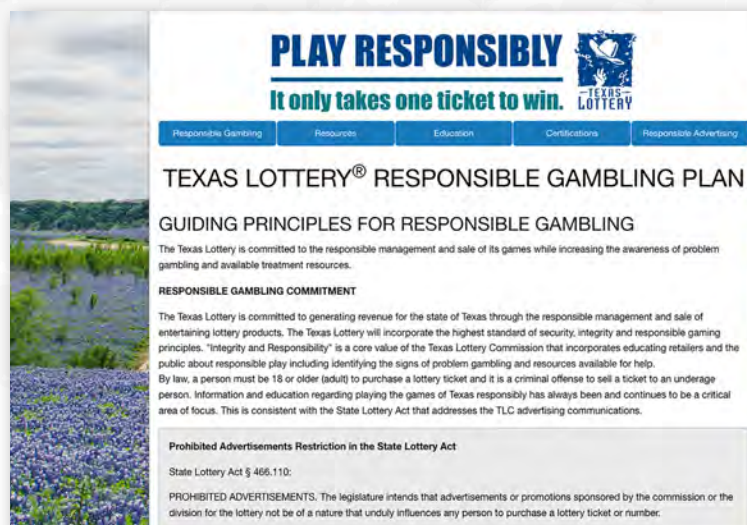 PLAY RESPONSIBLY
It only takes one ticket to win.
TEXAS
LOTTERY
Responsible Gambling Resources Education Certifications Responsible Advertising
TEXAS LOTTERY® RESPONSIBLE GAMBLING PLAN
GUIDING PRINCIPLES FOR RESPONSIBLE GAMBLING
The Texas Lottery is committed to the responsible management and sale of its games while increasing the awareness of problem
gambling and available treatment resources.
RESPONSIBLE GAMBLING COMMITMENT
The Texas Lottery is committed to generating revenue for the state of Texas through the responsible management and sale of
entertaining lottery products. The Texas Lottery will incorporate the highest standard of security, integrity and responsible gaming
principles. "Integrity and Responsibility" is a core value of the Texas Lottery Commission that incorporates educating retailers and the
public about responsible play including identifying the signs of problem gambling and resources available for help.
By law, a person must be 18 or older (adult) to purchase a lottery ticket and it is a criminal offense to sell a ticket to an underage
person. Information and education regarding playing the games of Texas responsibly has always been and continues to be a critical
area of focus. This is consistent with the State Lottery Act that addresses the TLC advertising communications.
Prohibited Advertisements Restriction in the State Lottery Act
State Lottery Act § 466.110:
PROHIBITED ADVERTISEMENTS. The legislature intends that advertisements or promotions sponsored by the commission or the
division for the lottery not be of a nature that unduly influences any person to purchase a lottery ticket or number.